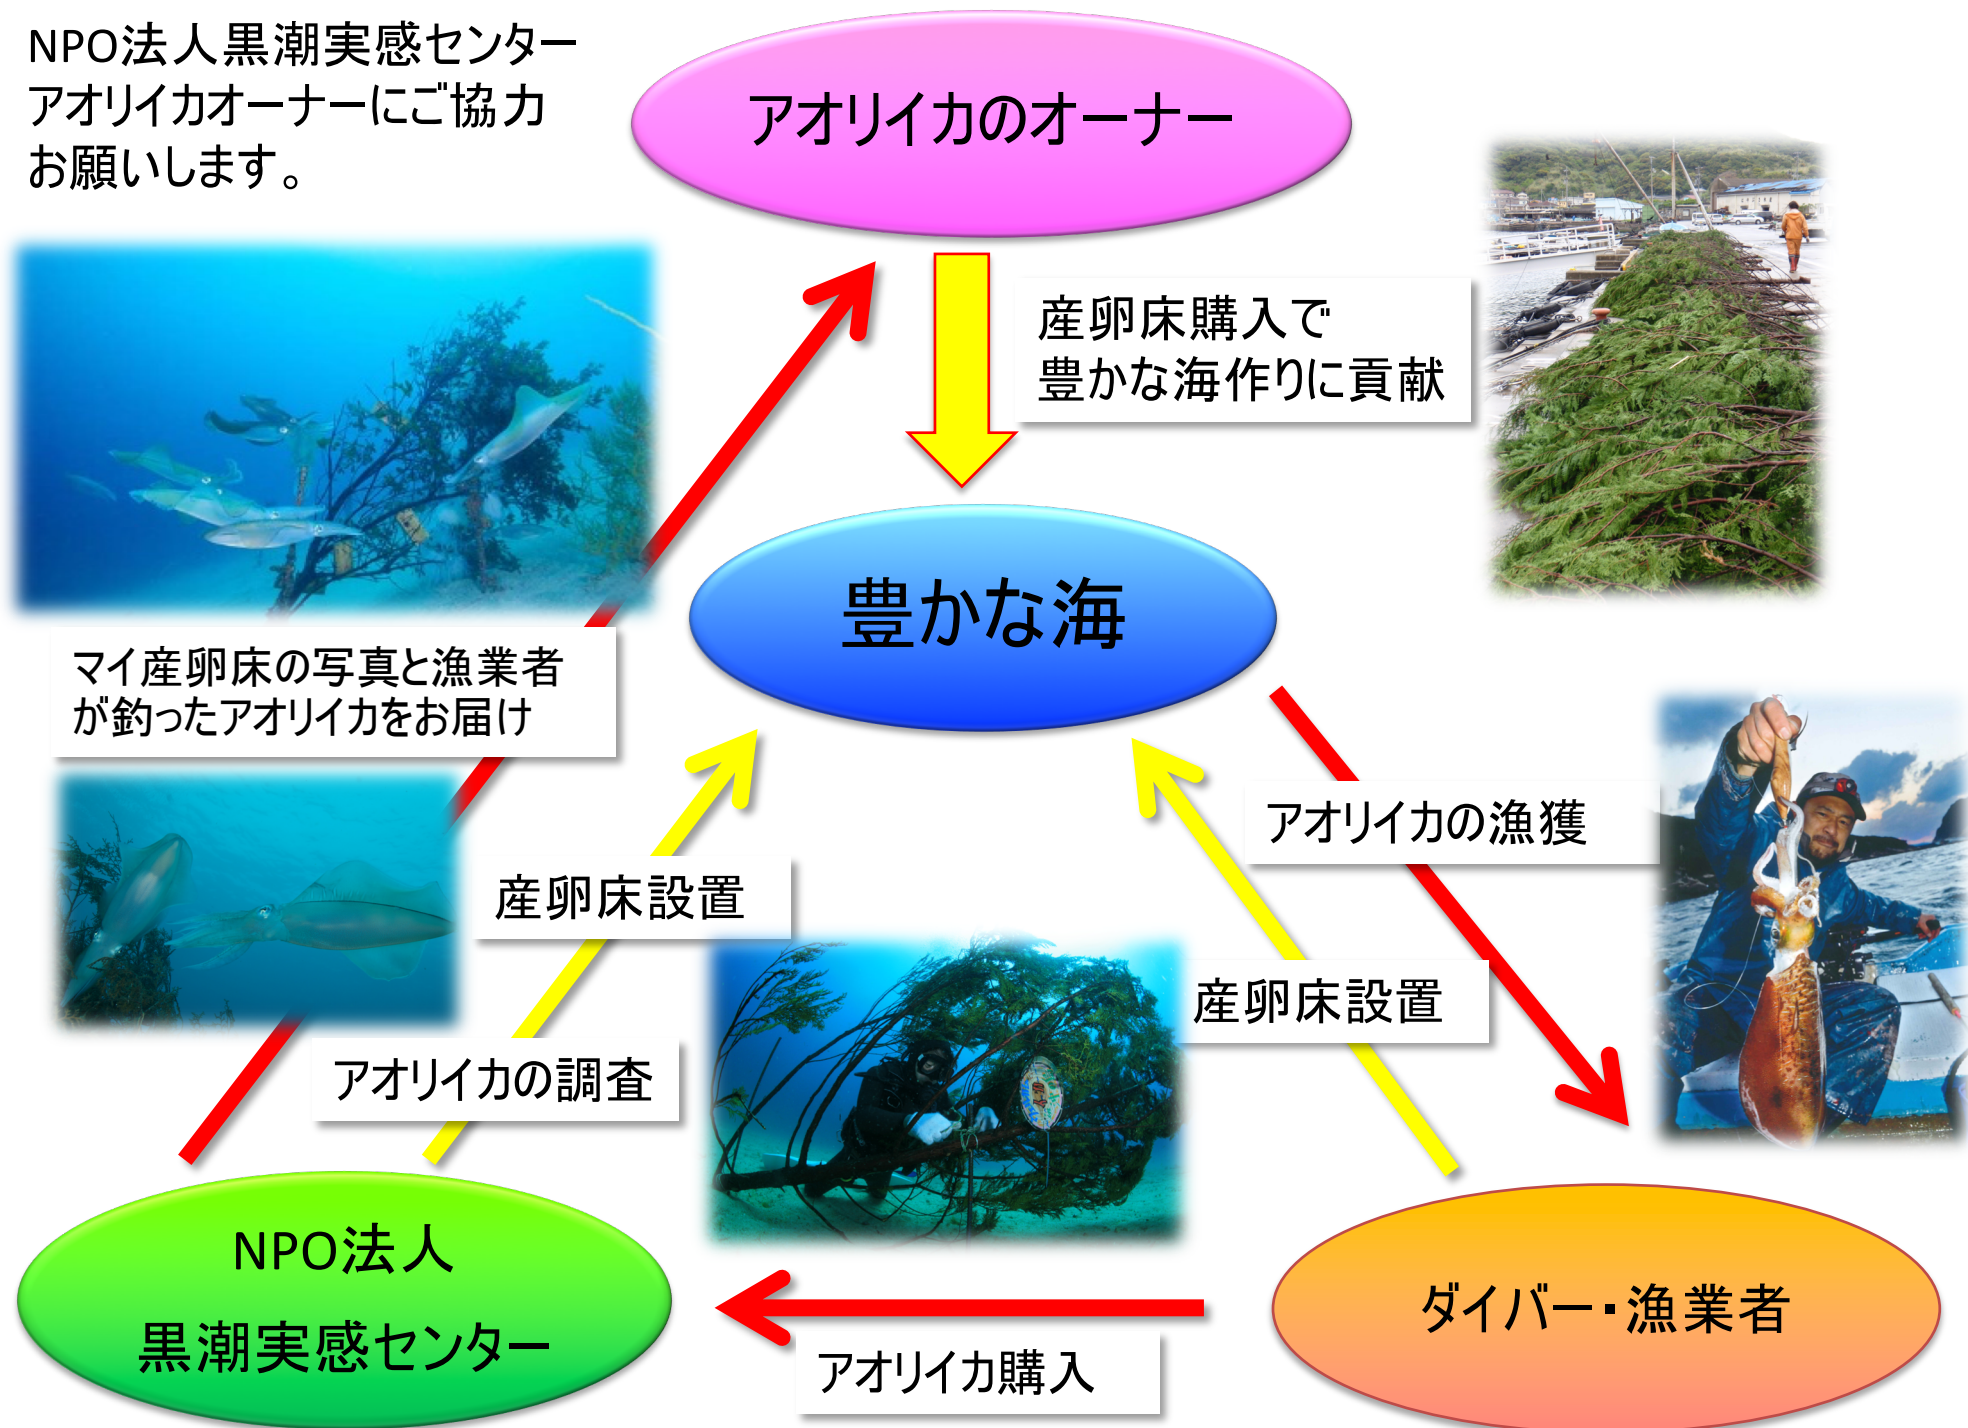 NPO法人黒潮実感センター
アオリイカオーナーにご協力
お願いします。
アオリイカのオーナー
産卵床購入で
豊かな海作りに貢献
豊かな海
マイ産卵床の写真と漁業者
が釣ったアオリイカをお届け
アオリイカの漁獲
産卵床設置
産卵床設置
アオリイカの調査
NPO法人
黒潮実感センター
ダイバー・漁業者
アオリイカ購入